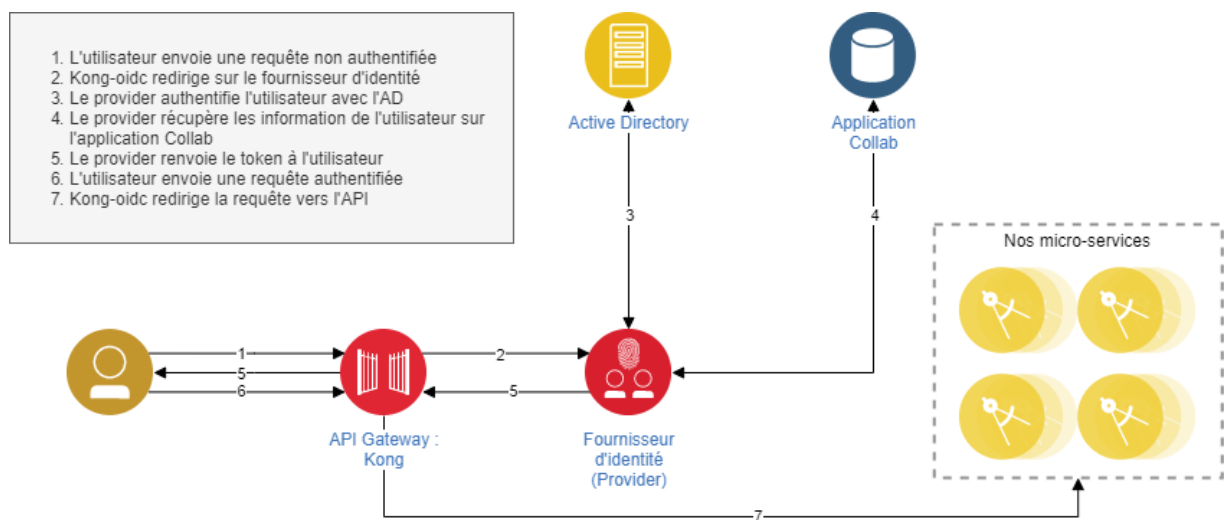 1. L'utilisateur envoie une requête non authentifiée
2. Kong-oidc redirige sur le fournisseur d'identité
3. Le provider authentifie l'utilisateur avec l'AD
4. Le provider récupère les information de l'utilisateur sur
l'application Collab
5. Le provider renvoie le token à l'utilisateur
6. L'utilisateur envoie une requête authentifiée
7. Kong-oidc redirige la requête vers l'API
Active Directory
Application
Collab
3
4
Nos micro-services
1
2
5
5
6
API Gateway :
Kong
Fournisseur
d'identité
(Provider)
7